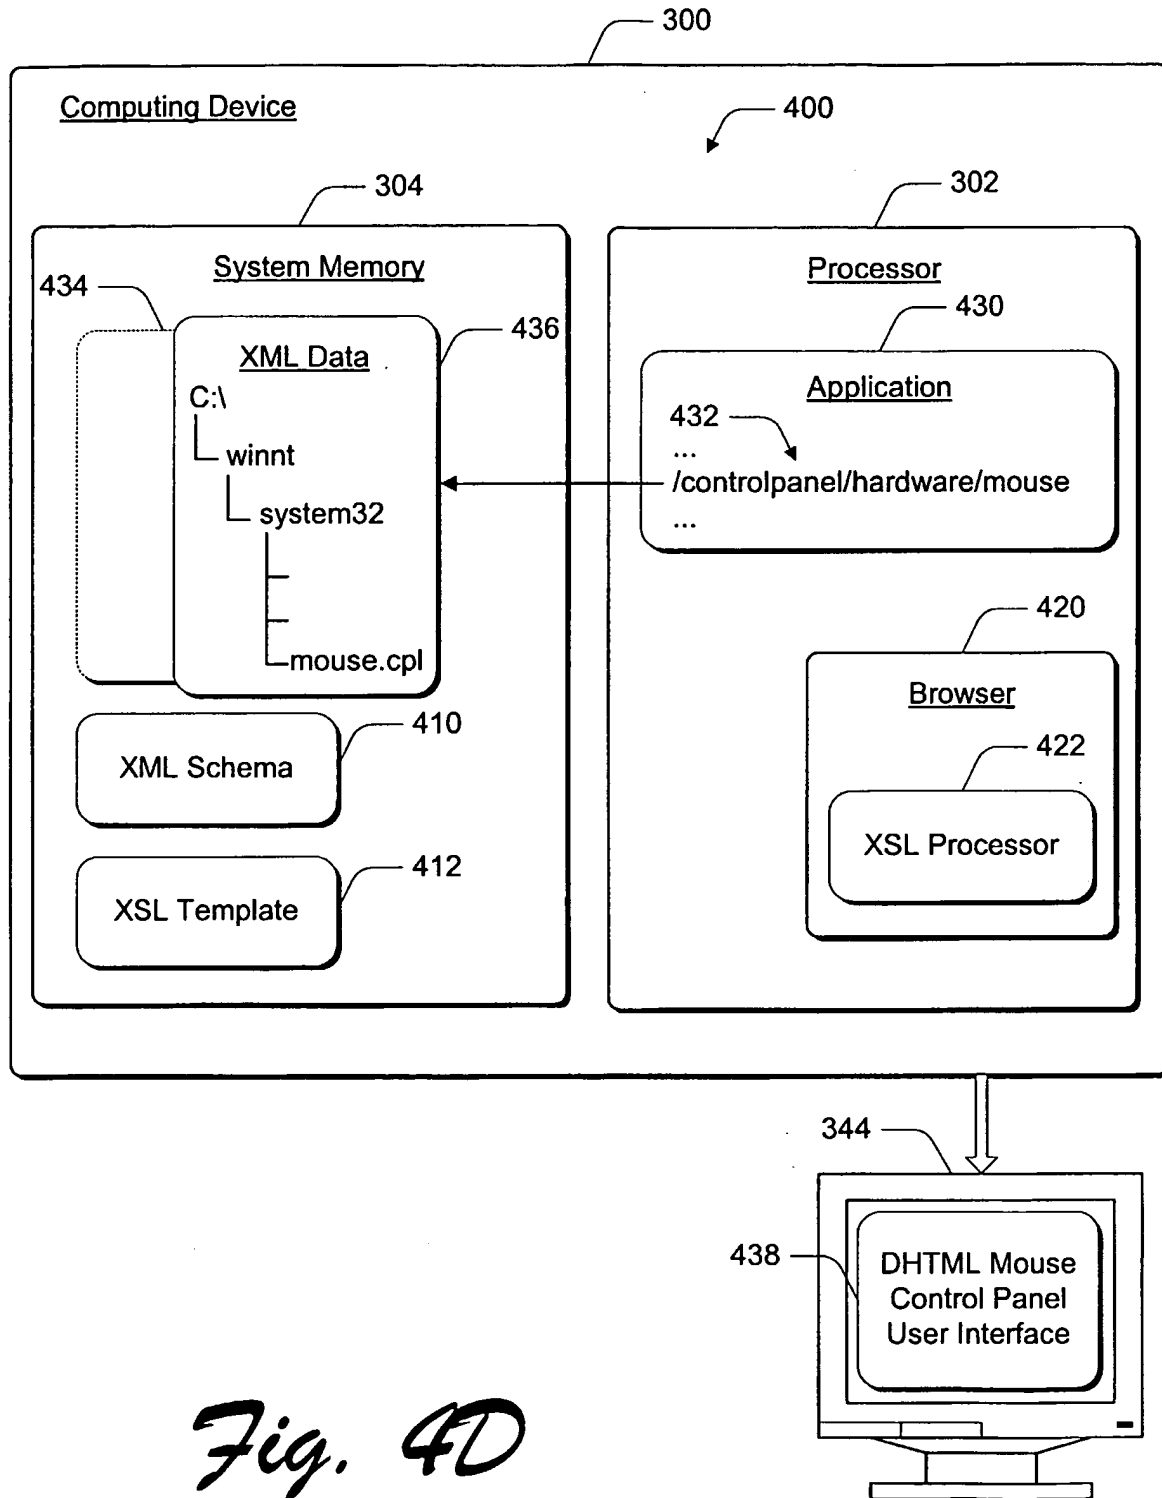 300
Computing Device
400
304
302
System Memory
Processor
434
430
436
XML Data
Application
C:\
432
winnt
...
/controlpanel/hardware/mouse
system32
...
420
mouse.cpl
Browser
410
422
XML Schema
XSL Processor
412
XSL Template
344
438
DHTML Mouse
Control Panel
User Interface
Fig. 4D